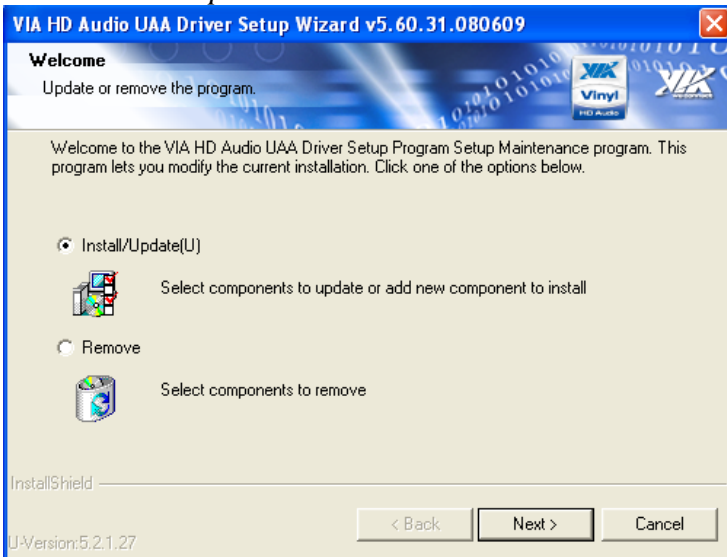 VIA HD Audio UAA Driver Setup Wizard v5.60.31.080609
Welcome
Update or remove the program.
VIA
Vinyl
HD Audio
VIA
Welcome to the VIA HD Audio UAA Driver Setup Program Setup Maintenance program. This
program lets you modify the current installation. Click one of the options below.
Install/Update(U)
Select components to update or add new component to install
Remove
Select components to remove
InstallShield
< Back
Next >
Cancel
U-Version:5.2.1.27